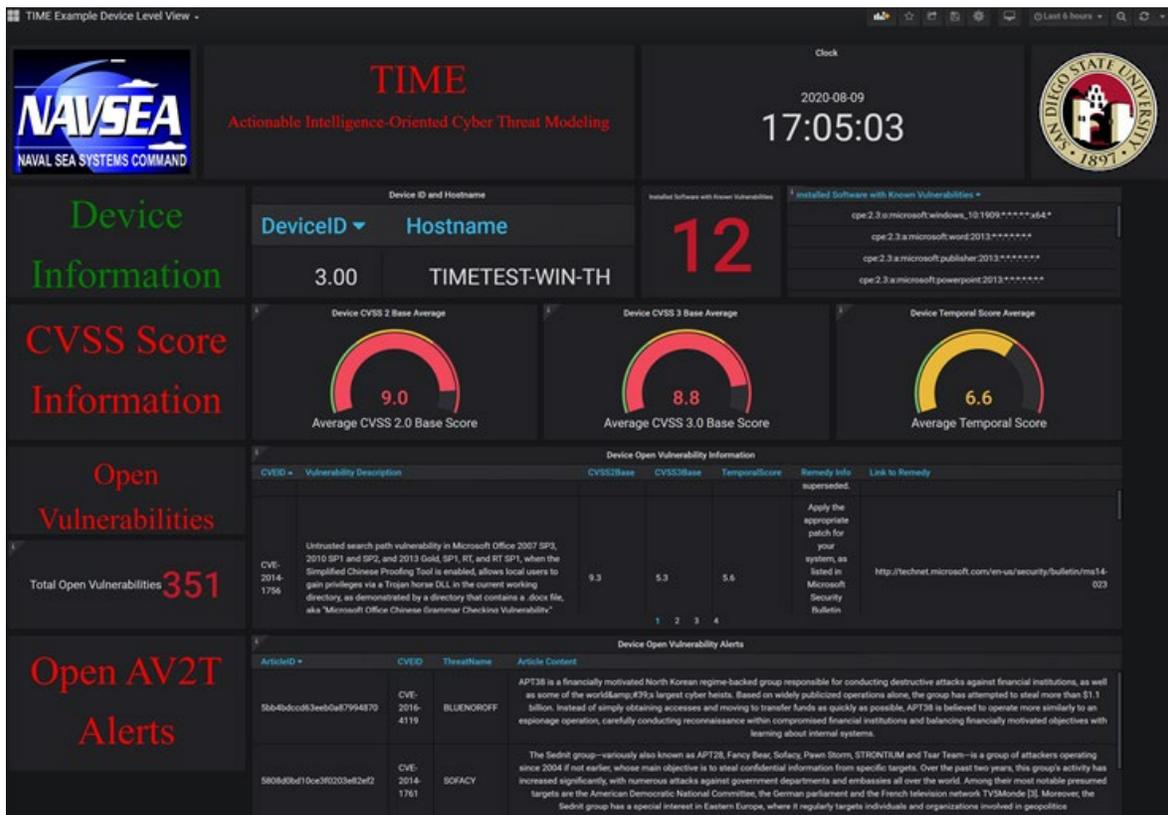 TIME Example Device Level View
Last 6 hours
NAVSEA
NAVAL SEA SYSTEMS COMMAND
TIME
Actionable Intelligence-Oriented Cyber Threat Modeling
Clock
2020-08-09
17:05:03
SAN DIEGO STATE UNIVERSITY
1897
Device
Information
Device ID and Hostname
DeviceID Hostname
3.00 TIMETEST-WIN-TH
Installed Software with Known Vulnerabilities
12
Installed Software with Known Vulnerabilities
cpe:2.3:o:microsoft:windows_10:1909:*:*:*:*:*:x64:*
cpe:2.3:a:microsoft:word:2013:*:*:*:*:*:*:*
cpe:2.3:a:microsoft:publisher:2013:*:*:*:*:*:*:*
cpe:2.3:a:microsoft:powerpoint:2013:*:*:*:*:*:*:*
CVSS Score
Information
Device CVSS 2 Base Average
9.0
Average CVSS 2.0 Base Score
Device CVSS 3 Base Average
8.8
Average CVSS 3.0 Base Score
Device Temporal Score Average
6.6
Average Temporal Score
Open
Vulnerabilities
Total Open Vulnerabilities 351
Device Open Vulnerability Information
CVEID Vulnerability Description CVSS2Base CVSS3Base TemporalScore Remedy Info Link to Remedy
superseded.
CVE-
2014-
1756
Untrusted search path vulnerability in Microsoft Office 2007 SP3,
2010 SP1 and SP2, and 2013 Gold, SP1, RT, and RT SP1, when the
Simplified Chinese Proofing Tool is enabled, allows local users to
gain privileges via a Trojan horse DLL in the current working
directory, as demonstrated by a directory that contains a .docx file,
aka "Microsoft Office Chinese Grammar Checking Vulnerability."
9.3
5.3
5.6
Apply the
appropriate
patch for
your
system, as
listed in
Microsoft
Security
Bulletin
http://technet.microsoft.com/en-us/security/bulletin/ms14-
023
1 2 3 4
Open AV2T
Alerts
Device Open Vulnerability Alerts
ArticleID CVEID ThreatName Article Content
5bb4bdccd63eeb0a87994870
CVE-
2016-
4119
BLUENOROFF
APT38 is a financially motivated North Korean regime-backed group responsible for conducting destructive attacks against financial institutions, as well
as some of the world&amp;#39;s largest cyber heists. Based on widely publicized operations alone, the group has attempted to steal more than $1.1
billion. Instead of simply obtaining accesses and moving to transfer funds as quickly as possible, APT38 is believed to operate more similarly to an
espionage operation, carefully conducting reconnaissance within compromised financial institutions and balancing financially motivated objectives with
learning about internal systems.
5808d0bd10ce3f0203e82ef2
CVE-
2014-
1761
SOFACY
The Sednit group—variously also known as APT28, Fancy Bear, Sofacy, Pawn Storm, STRONTIUM and Tsar Team—is a group of attackers operating
since 2004 if not earlier, whose main objective is to steal confidential information from specific targets. Over the past two years, this group's activity has
increased significantly, with numerous attacks against government departments and embassies all over the world. Among their most notable presumed
targets are the American Democratic National Committee, the German parliament and the French television network TV5Monde [3]. Moreover, the
Sednit group has a special interest in Eastern Europe, where it regularly targets individuals and organizations involved in geopolitics